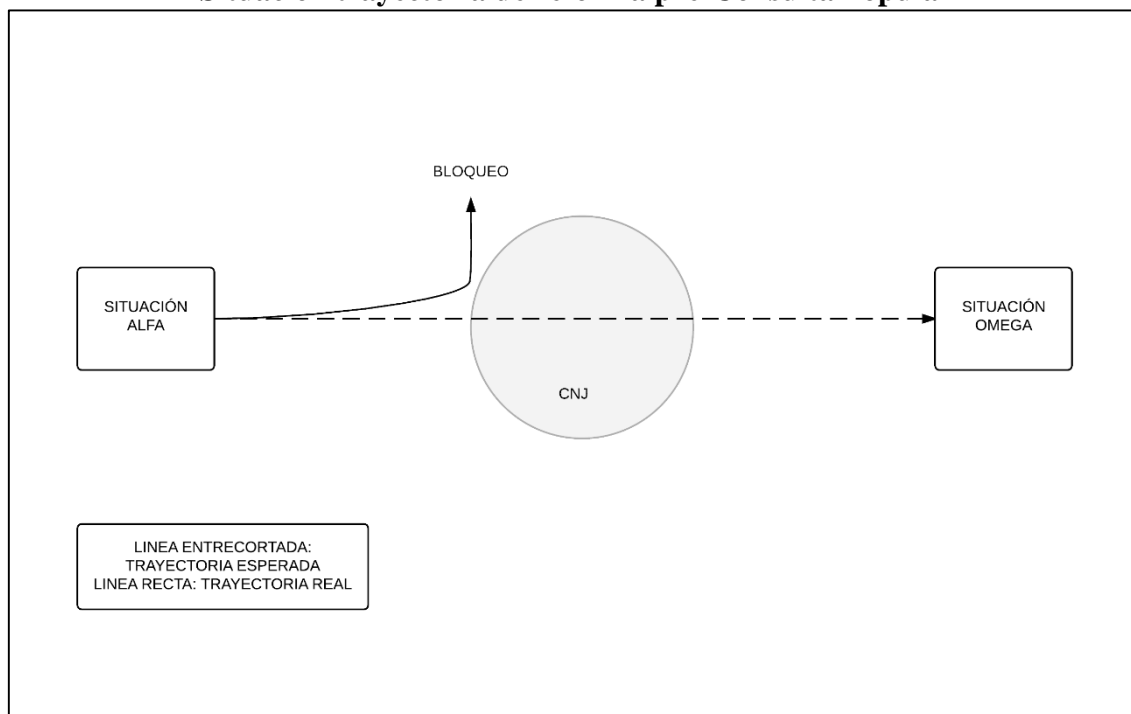 BLOQUEO
SITUACIÓN
ALFA
SITUACIÓN
OMEGA
CNJ
LINEA ENTRECORTADA:
TRAYECTORIA ESPERADA
LINEA RECTA: TRAYECTORIA REAL